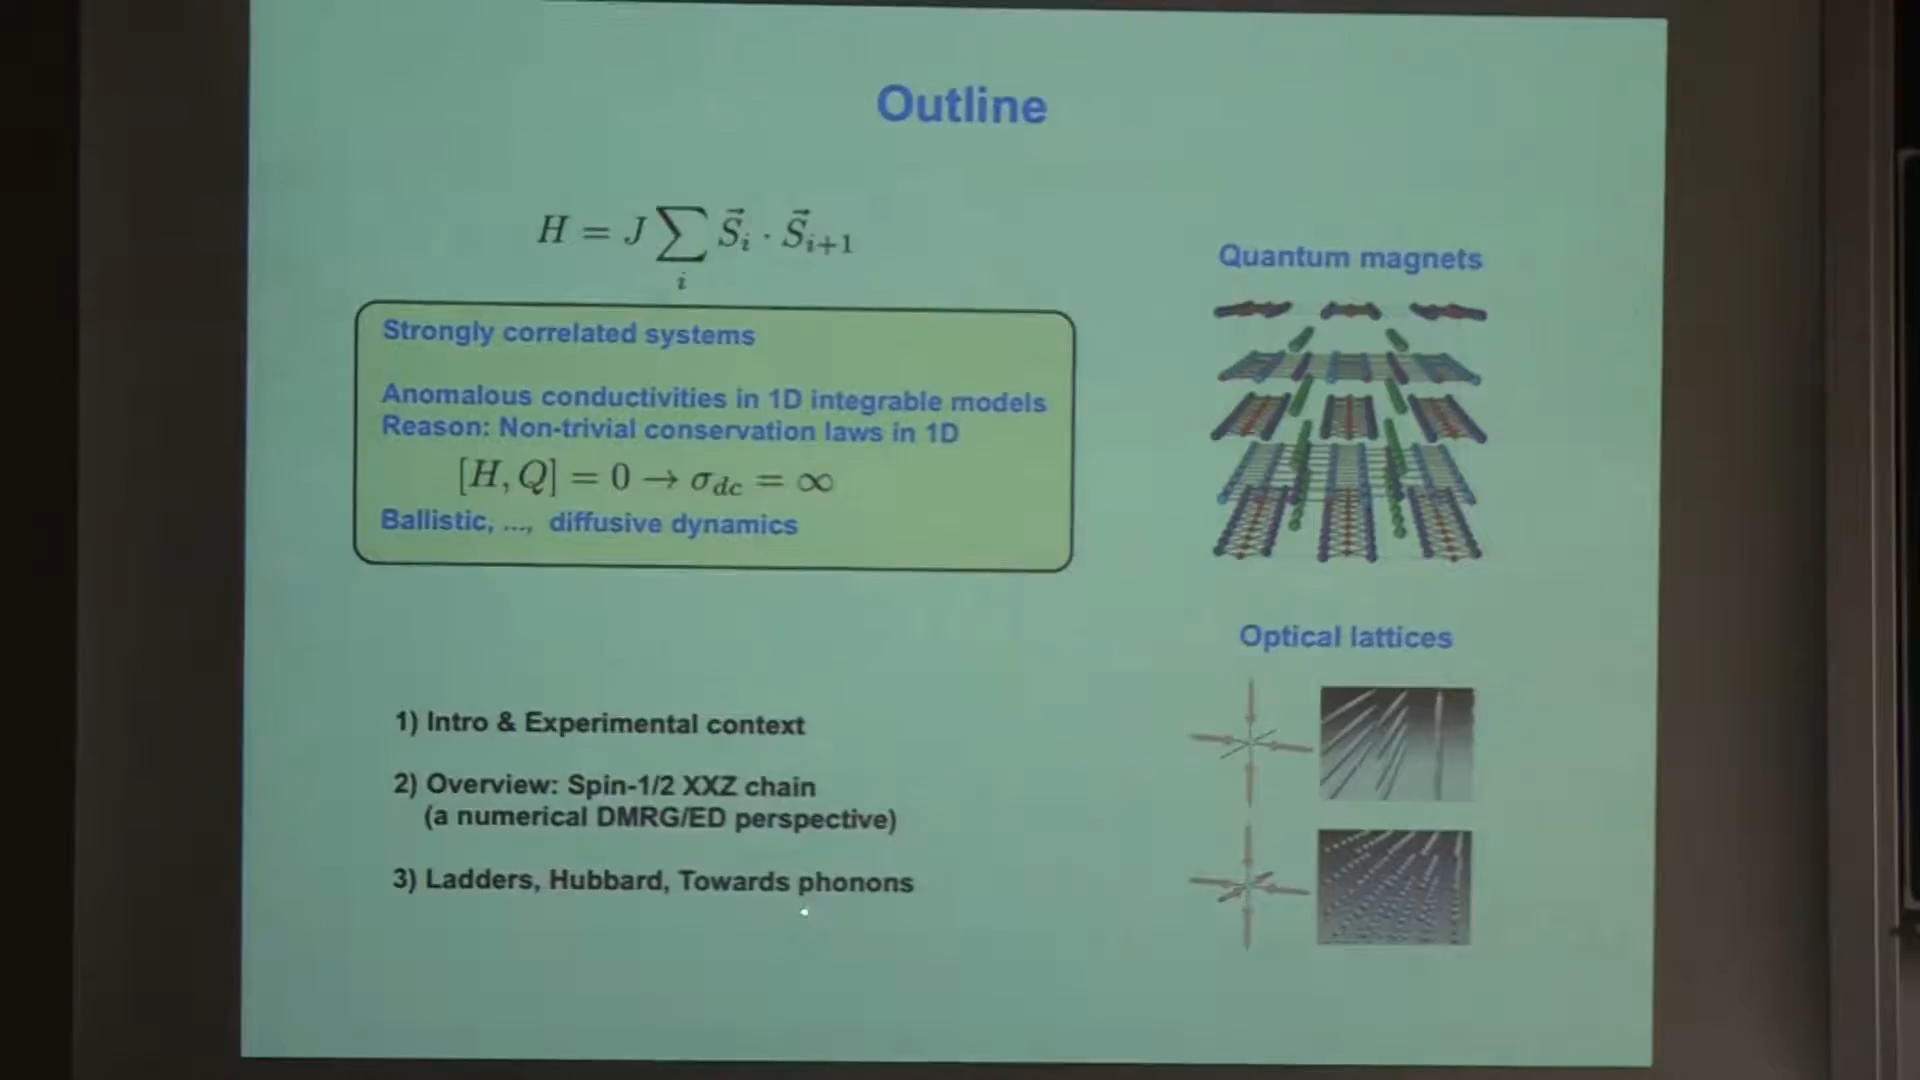 Outline
H = J ∑ S⃗i · S⃗i+1
i
Strongly correlated systems
Anomalous conductivities in 1D integrable models
Reason: Non-trivial conservation laws in 1D
[H, Q] = 0 → σdc = ∞
Ballistic, ..., diffusive dynamics
1) Intro & Experimental context
2) Overview: Spin-1/2 XXZ chain
(a numerical DMRG/ED perspective)
3) Ladders, Hubbard, Towards phonons
Quantum magnets
Optical lattices